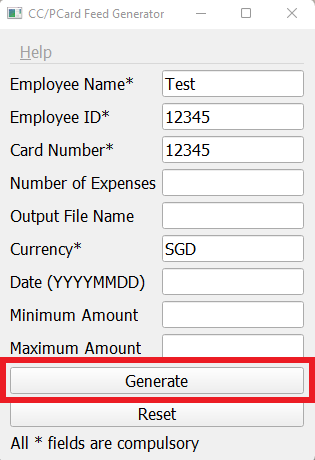 CC/PCard Feed Generator
Help
Employee Name* Test
Employee ID* 12345
Card Number* 12345
Number of Expenses
Output File Name
Currency* SGD
Date (YYYYMMDD)
Minimum Amount
Maximum Amount
Generate
Reset
All * fields are compulsory